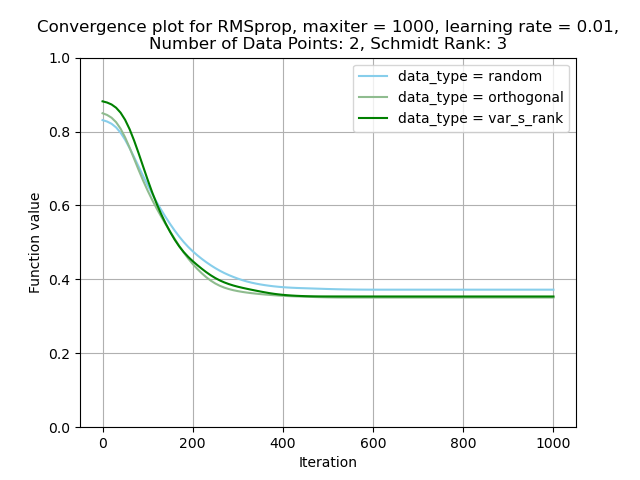 Convergence plot for RMSprop, maxiter = 1000, learning rate = 0.01,
Number of Data Points: 2, Schmidt Rank: 3
data_type = random
data_type = orthogonal
data_type = var_s_rank
Function value
1.0
0.8
0.6
0.4
0.2
0.0
0 200 400 600 800 1000
Iteration